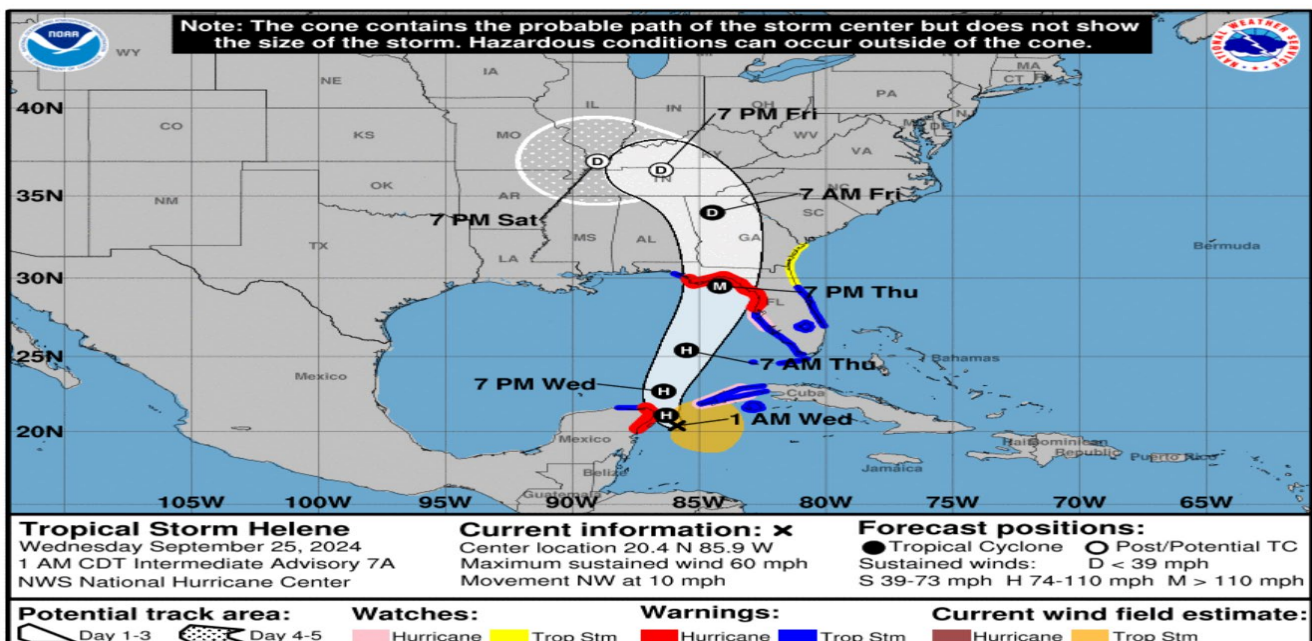 Note: The cone contains the probable path of the storm center but does not show
the size of the storm. Hazardous conditions can occur outside of the cone.
NOAA
NATIONAL WEATHER SERVICE
WY
IA
NE
PA
MA
CT
40N
IL
IN
OH
7 PM Fri
CO
KS
MO
WV
VA
KY
35N
OK
AR
TN
7 AM Fri
NM
7 PM Sat
SC
MS
AL
GA
TX
LA
Bermuda
30N
M
7 PM Thu
FL
H
7 AM Thu
25N
Bahamas
Mexico
7 PM Wed
H
Cuba
H
1 AM Wed
20N
Mexico
Haiti
Dominican
Republic
Puerto Rico
Belize
Jamaica
Guatemala
105W
100W
95W
90W
85W
80W
75W
70W
65W
D
D
D
Tropical Storm Helene
Wednesday September 25, 2024
1 AM CDT Intermediate Advisory 7A
NWS National Hurricane Center
Current information: x
Center location 20.4 N 85.9 W
Maximum sustained wind 60 mph
Movement NW at 10 mph
Forecast positions:
Tropical Cyclone Post/Potential TC
Sustained winds: D < 39 mph
S 39-73 mph H 74-110 mph M > 110 mph
Potential track area:
Day 1-3 Day 4-5
Watches:
Hurricane Trop Stm
Warnings:
Hurricane Trop Stm
Current wind field estimate:
Hurricane Trop Stm